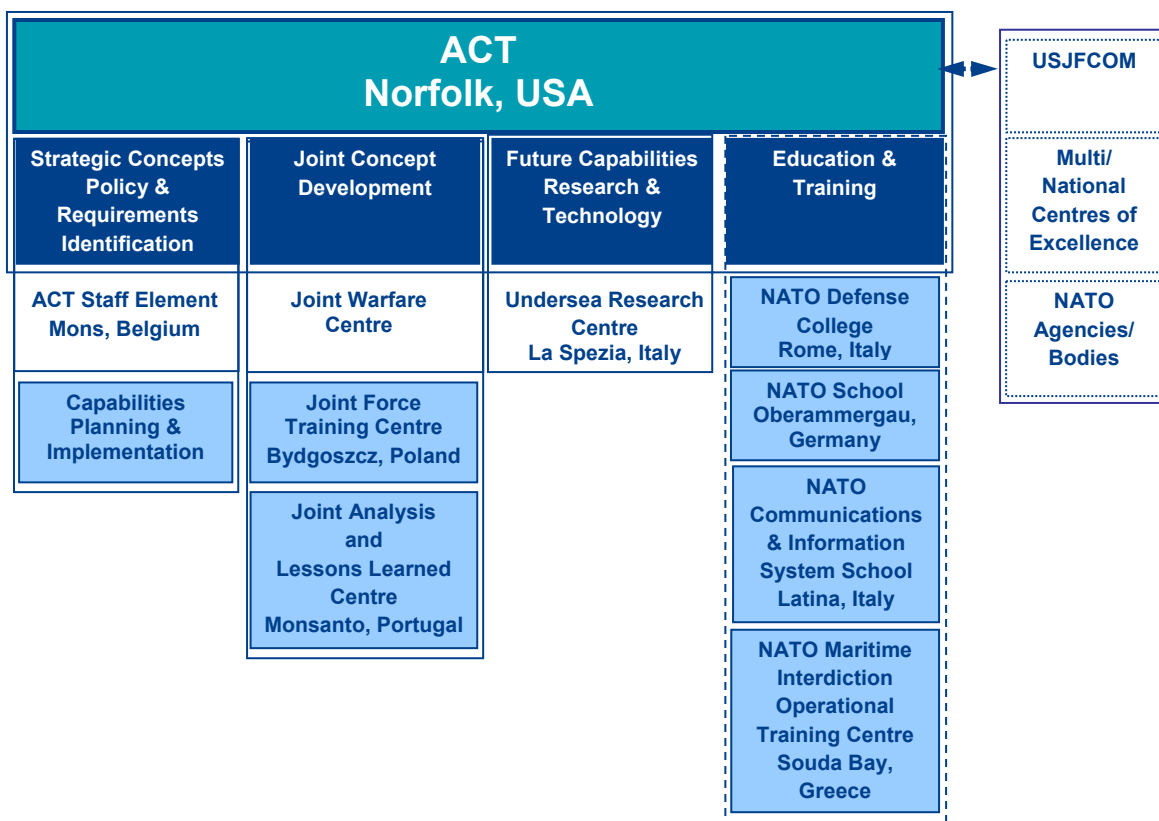 ACT
Norfolk, USA
USJFCOM
Multi/
National
Centres of
Excellence
NATO
Agencies/
Bodies
Strategic Concepts
Policy &
Requirements
Identification
ACT Staff Element
Mons, Belgium
Capabilities
Planning &
Implementation
Joint Concept
Development
Joint Warfare
Centre
Joint Force
Training Centre
Bydgoszcz, Poland
Joint Analysis
and
Lessons Learned
Centre
Monsanto, Portugal
Future Capabilities
Research &
Technology
Undersea Research
Centre
La Spezia, Italy
Education &
Training
NATO Defense
College
Rome, Italy
NATO School
Oberammergau,
Germany
NATO
Communications
& Information
System School
Latina, Italy
NATO Maritime
Interdiction
Operational
Training Centre
Souda Bay,
Greece